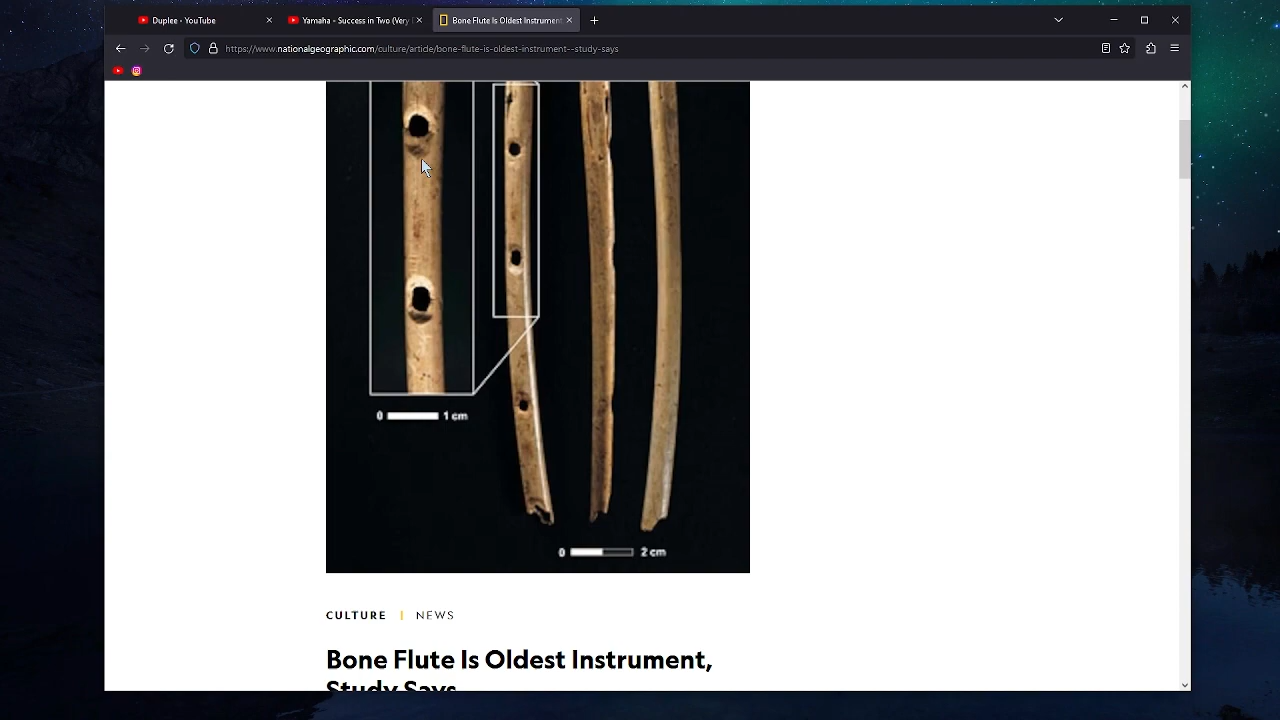 Duplee - YouTube
Yamaha - Success in Two (Very
Bone Flute Is Oldest Instrument,
https://www.nationalgeographic.com/culture/article/bone-flute-is-oldest-instrument--study-says
0 1 cm
0 2 cm
CULTURE | NEWS
Bone Flute Is Oldest Instrument,
Study Says